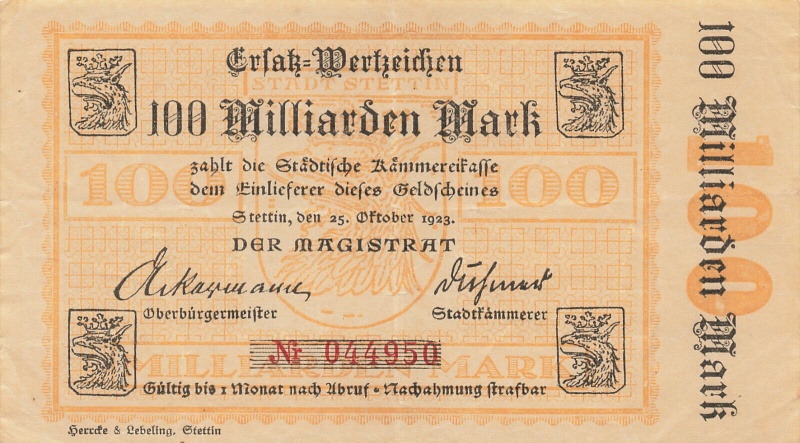 Ersatz=Wertzeichen
STADT STETTIN
100 Milliarden Mark
zahlt die Städtische Kämmereikasse
dem Einlieferer dieses Geldscheines
100 100
Stettin, den 25. Oktober 1923.
DER MAGISTRAT
Ackermann
Oberbürgermeister
Stadtkämmerer
Nr 044950
MILLIARDEN MARK
Gültig bis 1 Monat nach Abruf • Nachahmung strafbar
Herrcke & Lebeling, Stettin
100 Milliarden Mark
100